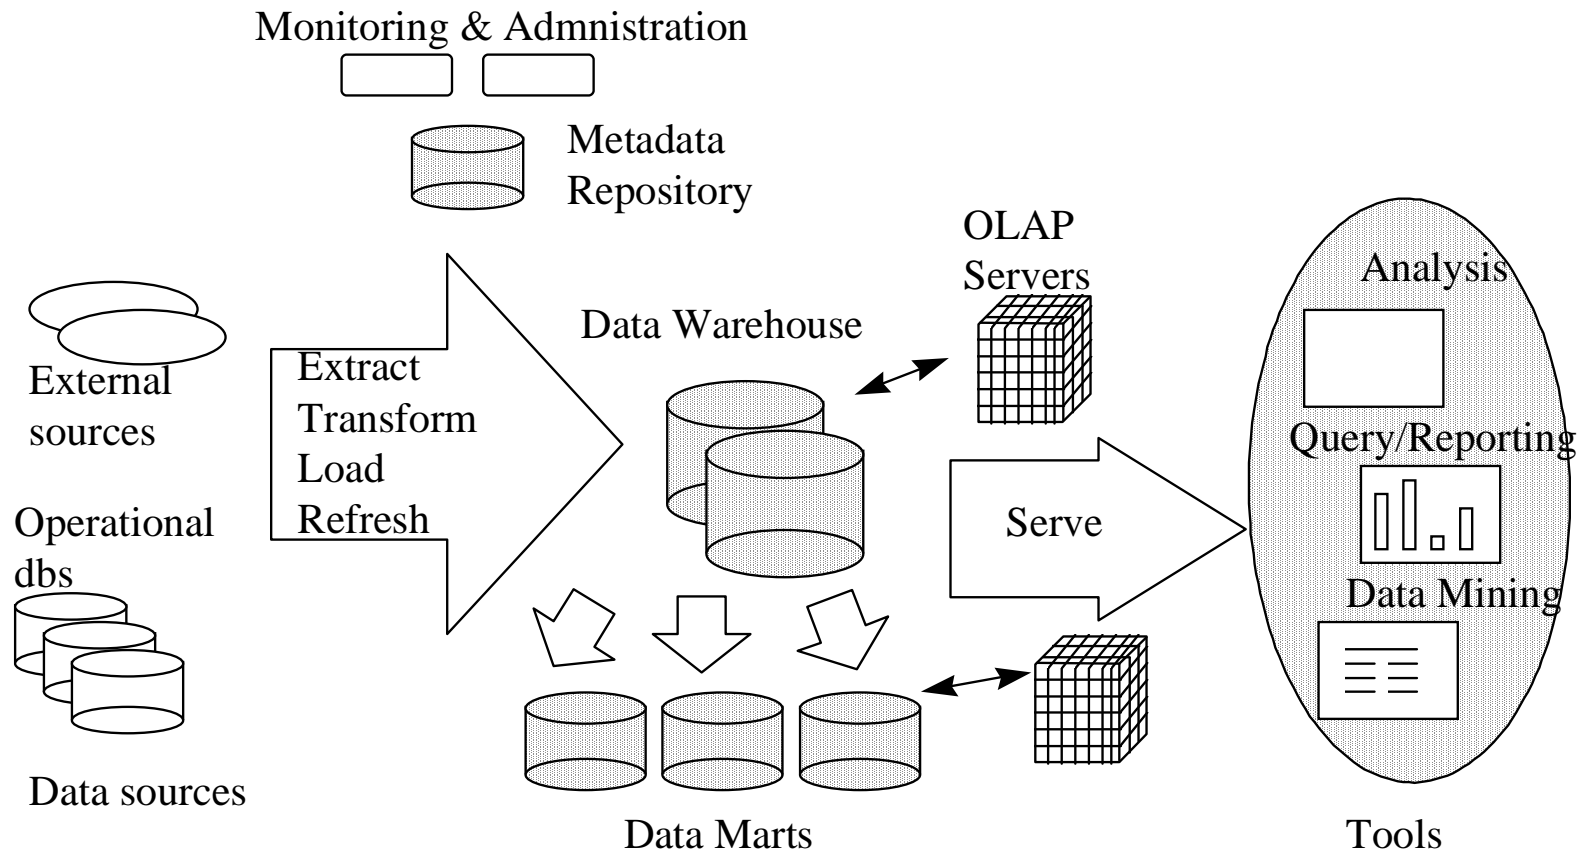 Monitoring & Admnistration
Metadata
Repository
OLAP
Servers
Analysis
Data Warehouse
External
sources
Extract
Transform
Load
Refresh
Query/Reporting
Operational
dbs
Serve
Data Mining
Data sources
Data Marts
Tools